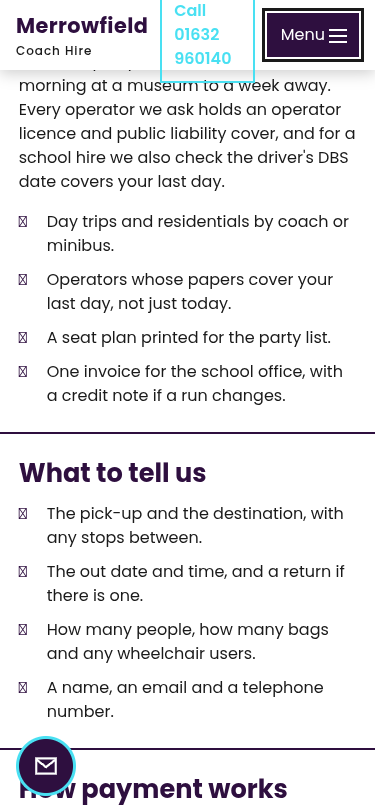 Merrowfield
Coach Hire
Call
01632
960140
Menu
morning at a museum to a week away.
Every operator we ask holds an operator
licence and public liability cover, and for a
school hire we also check the driver's DBS
date covers your last day.
Day trips and residentials by coach or
minibus.
Operators whose papers cover your
last day, not just today.
A seat plan printed for the party list.
One invoice for the school office, with
a credit note if a run changes.
What to tell us
The pick-up and the destination, with
any stops between.
The out date and time, and a return if
there is one.
How many people, how many bags
and any wheelchair users.
A name, an email and a telephone
number.
How payment works